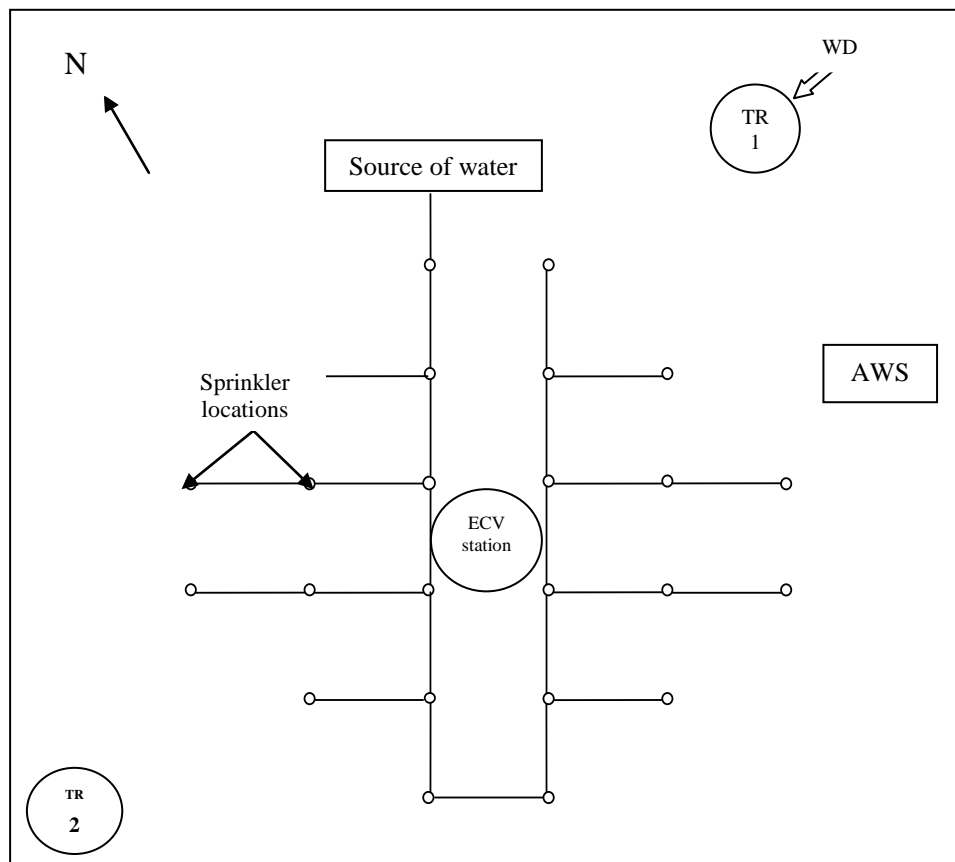 WD
N
TR
1
Source of water
AWS
Sprinkler
locations
ECV
station
TR
2